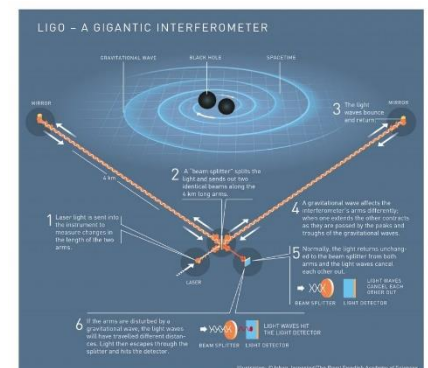 LIGO – A GIGANTIC INTERFEROMETER
GRAVITATIONAL WAVE
BLACK HOLE
SPACETIME
MIRROR
3 The light
waves bounce
and return.
MIRROR
2 A "beam splitter" splits the
light and sends out two
identical beams along the
4 km long arms.
4 km
1 Laser light is sent into
the instrument to
measure changes in
the length of the two
arms.
4 A gravitational wave affects the
interferometer's arms differently;
when one extends the other contracts
as they are passed by the peaks and
troughs of the gravitational waves.
5 Normally, the light returns unchan-
ged to the beam splitter from both
arms and the light waves cancel
each other out.
LASER
LIGHT WAVES
CANCEL EACH
OTHER OUT
BEAM SPLITTER LIGHT DETECTOR
6 If the arms are disturbed by a
gravitational wave, the light waves
will have travelled different distan-
ces. Light then escapes through the
splitter and hits the detector.
LIGHT WAVES HIT
THE LIGHT DETECTOR
BEAM SPLITTER LIGHT DETECTOR